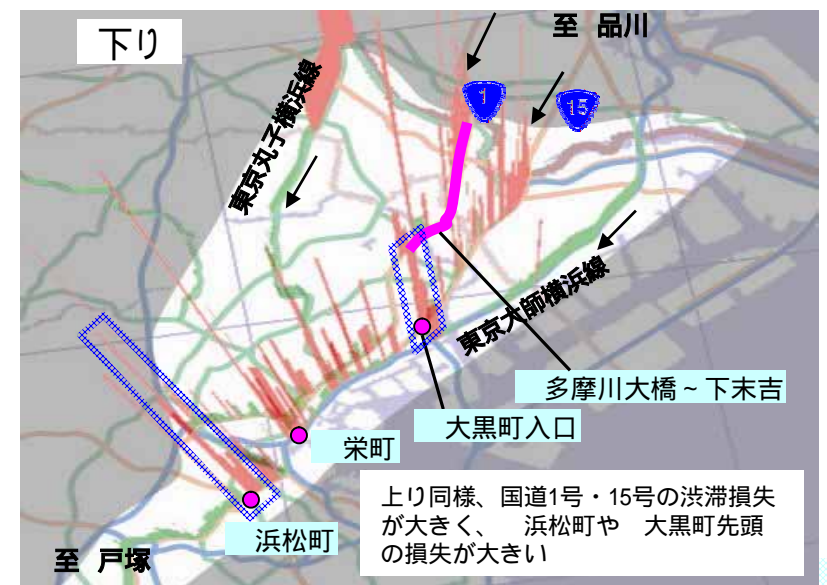 下り
至 品川
1
15
東京丸子横浜線
東京大師横浜線
多摩川大橋~下末吉
大黒町入口
栄町
浜松町
至 戸塚
上り同様、国道1号・15号の渋滞損失
が大きく、 浜松町や 大黒町先頭
の損失が大きい